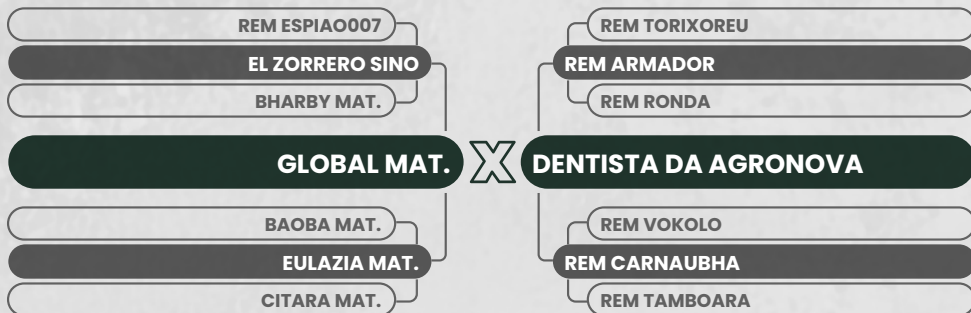 REM ESPIAO007
EL ZORRERO SINO
BHARBY MAT.
GLOBAL MAT.
BAOBA MAT.
EULAZIA MAT.
CITARA MAT.
X
REM TORIXOREU
REM ARMADOR
REM RONDA
DENTISTA DA AGRONOVA
REM VOKOLO
REM CARNAUBHA
REM TAMBOARA